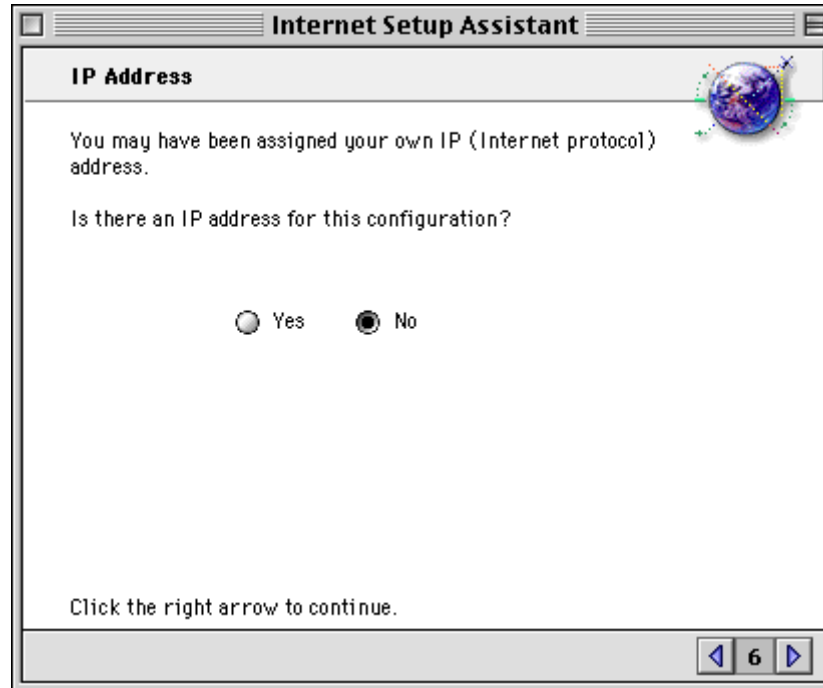 Internet Setup Assistant
IP Address
You may have been assigned your own IP (Internet protocol)
address.
Is there an IP address for this configuration?
Yes No
Click the right arrow to continue.
6